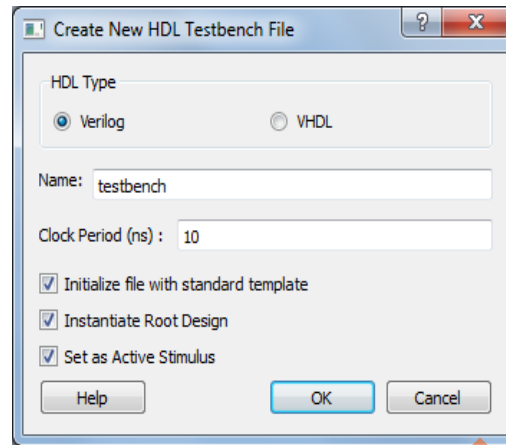 Create New HDL Testbench File
HDL Type
Verilog VHDL
Name: testbench
Clock Period (ns) : 10
Initialize file with standard template
Instantiate Root Design
Set as Active Stimulus
Help OK Cancel